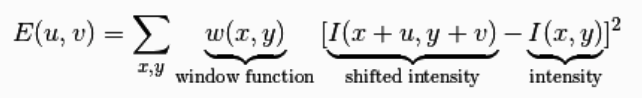 E(u, v) = ∑ w(x, y) [I(x + u, y + v) − I(x, y)]²
x,y window function shifted intensity intensity